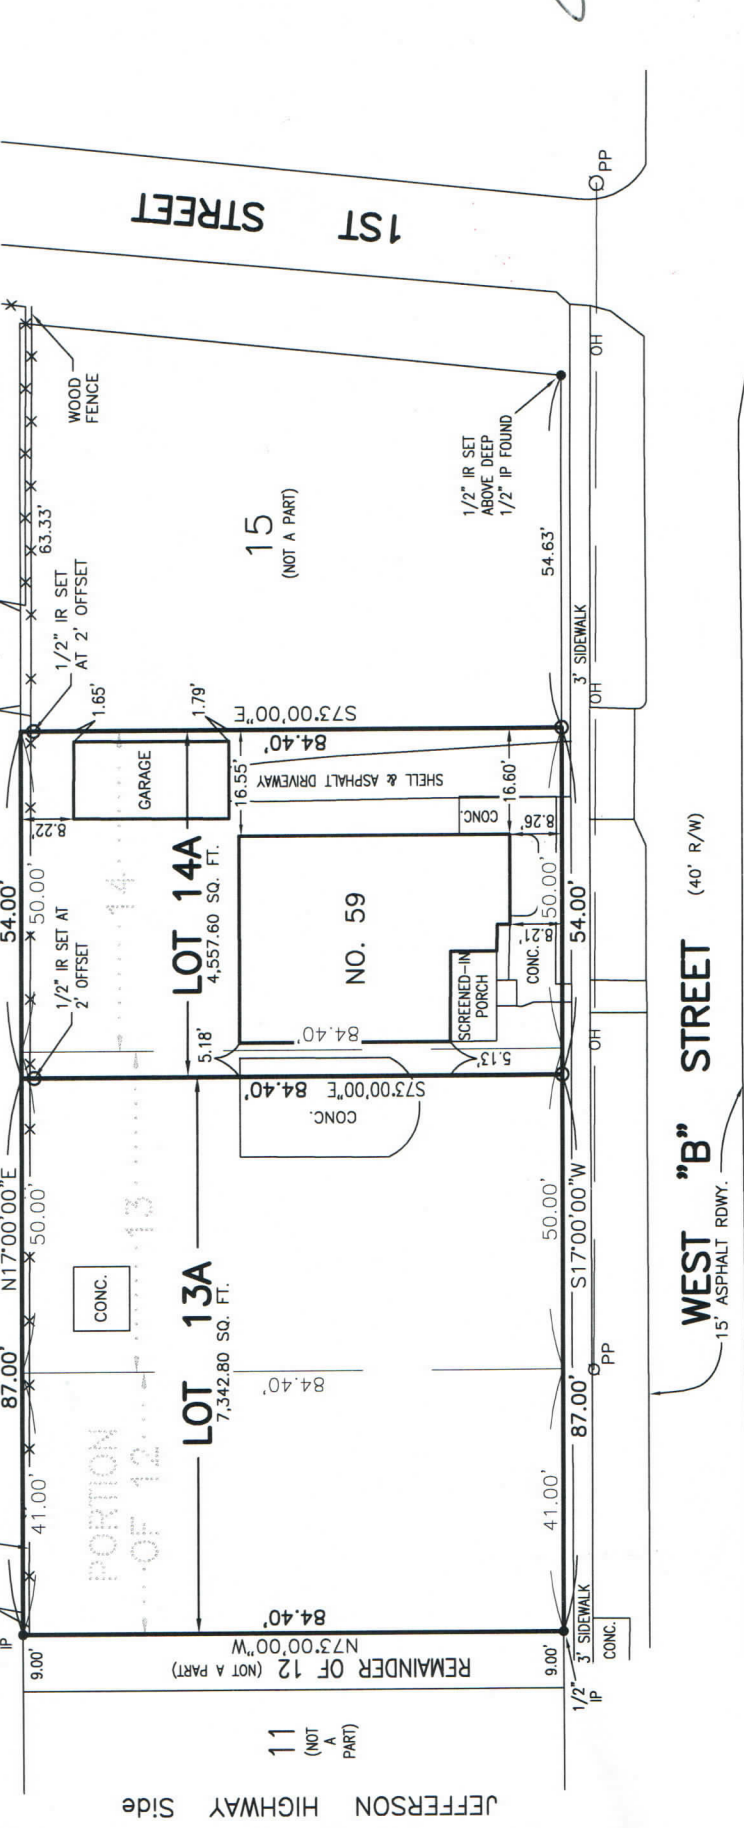 1ST STREET
PP
WOOD
FENCE
63.33'
15
(NOT A PART)
1/2" IR SET
ABOVE DEEP
1/2" IP FOUND
54.63'
OH
3' SIDEWALK
OH
1/2" IR SET
AT 2' OFFSET
S73°00'00"E
84.40'
1.65'
1.79'
GARAGE
8.22'
SHELL & ASPHALT DRIVEWAY
16.55'
16.60'
CONC.
8.26'
54.00'
50.00'
14
LOT 14A
4,557.60 SQ. FT.
NO. 59
8.21'
CONC.
50.00'
54.00'
1/2" IR SET AT
2' OFFSET
SCREENED-IN
PORCH
84.40'
5.18'
5.13'
OH
84.40'
S73°00'00"E
CONC.
N17°00'00"E
50.00'
13
CONC.
LOT 13A
7,342.80 SQ. FT.
50.00'
S17°00'00"W
87.00'
84.40'
PP
87.00'
PORTION
OF 12
41.00'
41.00'
84.40'
N73°00'00"W
IP
9.00'
REMAINDER OF 12 (NOT A PART)
9.00'
3' SIDEWALK
CONC.
1/2"
IP
11
(NOT
A
PART)
JEFFERSON HIGHWAY Side
WEST "B" STREET (40' R/W)
15' ASPHALT RDWY.